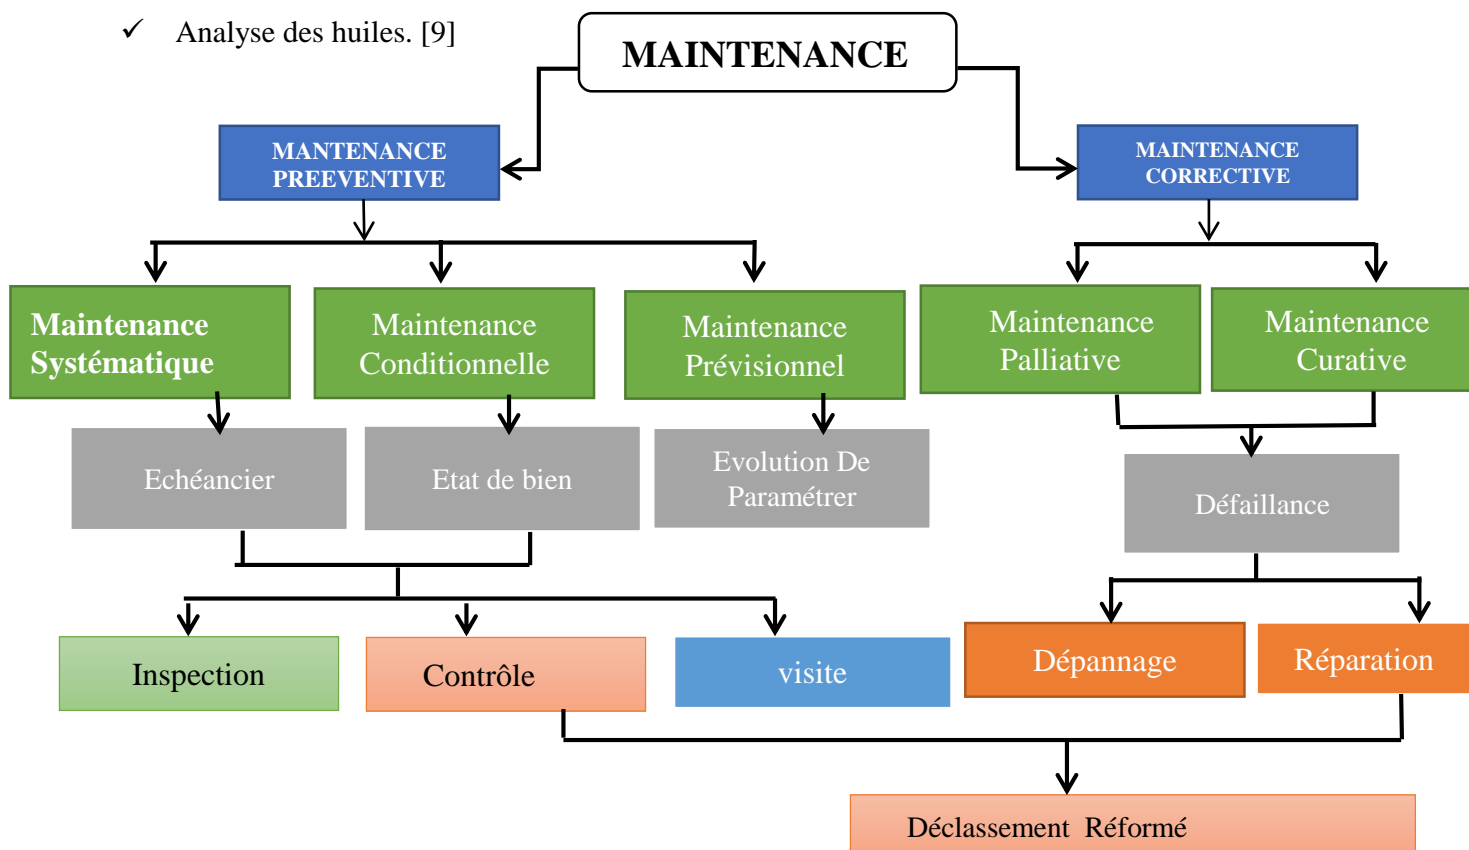 ✓ Analyse des huiles. [9]
MAINTENANCE
MANTENANCE
PREEVENTIVE
MAINTENANCE
CORRECTIVE
Maintenance
Systématique
Maintenance
Conditionnelle
Maintenance
Prévisionnel
Maintenance
Palliative
Maintenance
Curative
Echéancier
Etat de bien
Evolution De
Paramétrer
Défaillance
Inspection
Contrôle
visite
Dépannage
Réparation
Déclassement Réformé